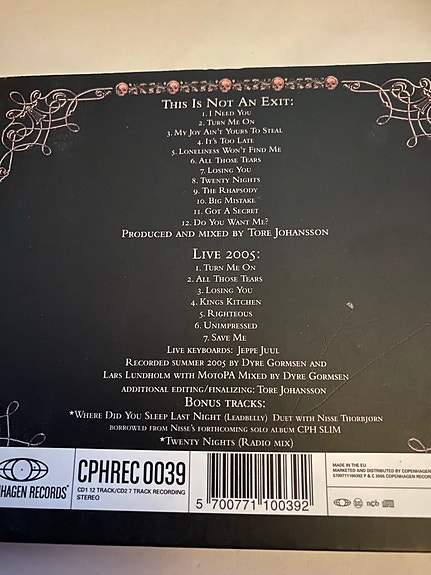 This Is Not An Exit:
1. I Need You
2. Turn Me On
3. My Joy Ain't Yours To Steal
4. It's Too Late
5. Loneliness Won't Find Me
6. All Those Tears
7. Losing You
8. Twenty Nights
9. The Rhapsody
10. Big Mistake
11. Got A Secret
12. Do You Want Me?
Produced and mixed by Tore Johansson
Live 2005:
1. Turn Me On
2. All Those Tears
3. Losing You
4. Kings Kitchen
5. Righteous
6. Unimpressed
7. Save Me
Live keyboards: Jeppe Juul
Recorded summer 2005 by Dyre Gormsen and
Lars Lundholm with MotoPA Mixed by Dyre Gormsen
additional editing/finalizing: Tore Johansson
Bonus tracks:
*Where Did You Sleep Last Night (Leadbelly) Duet with Nisse Thorbjorn
borrowed from Nisse's forthcoming solo album CPH SLIM
*Twenty Nights (Radio mix)
NHAGEN RECORDS
CPHREC 0039
CD1 12 TRACK/CD2 7 TRACK RECORDING
STEREO
5 700771 100392
MADE IN THE EU
MARKETED AND DISTRIBUTED BY COPENHAGEN RE
5700771100392 P & C 2005 COPENHAGEN RECOR
ncb